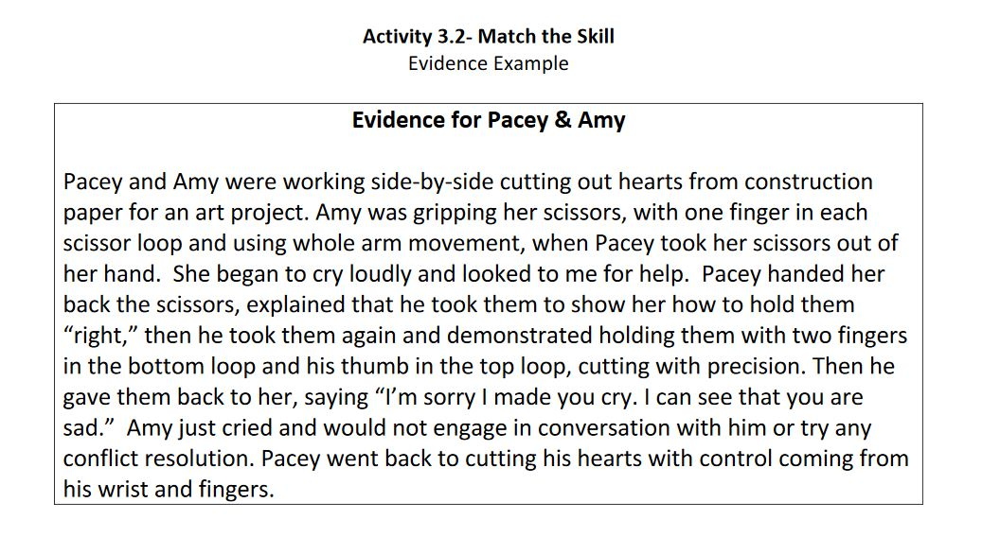 Activity 3.2- Match the Skill
Evidence Example
Evidence for Pacey & Amy
Pacey and Amy were working side-by-side cutting out hearts from construction
paper for an art project. Amy was gripping her scissors, with one finger in each
scissor loop and using whole arm movement, when Pacey took her scissors out of
her hand.  She began to cry loudly and looked to me for help.  Pacey handed her
back the scissors, explained that he took them to show her how to hold them
“right,” then he took them again and demonstrated holding them with two fingers
in the bottom loop and his thumb in the top loop, cutting with precision. Then he
gave them back to her, saying “I’m sorry I made you cry. I can see that you are
sad.”  Amy just cried and would not engage in conversation with him or try any
conflict resolution. Pacey went back to cutting his hearts with control coming from
his wrist and fingers.